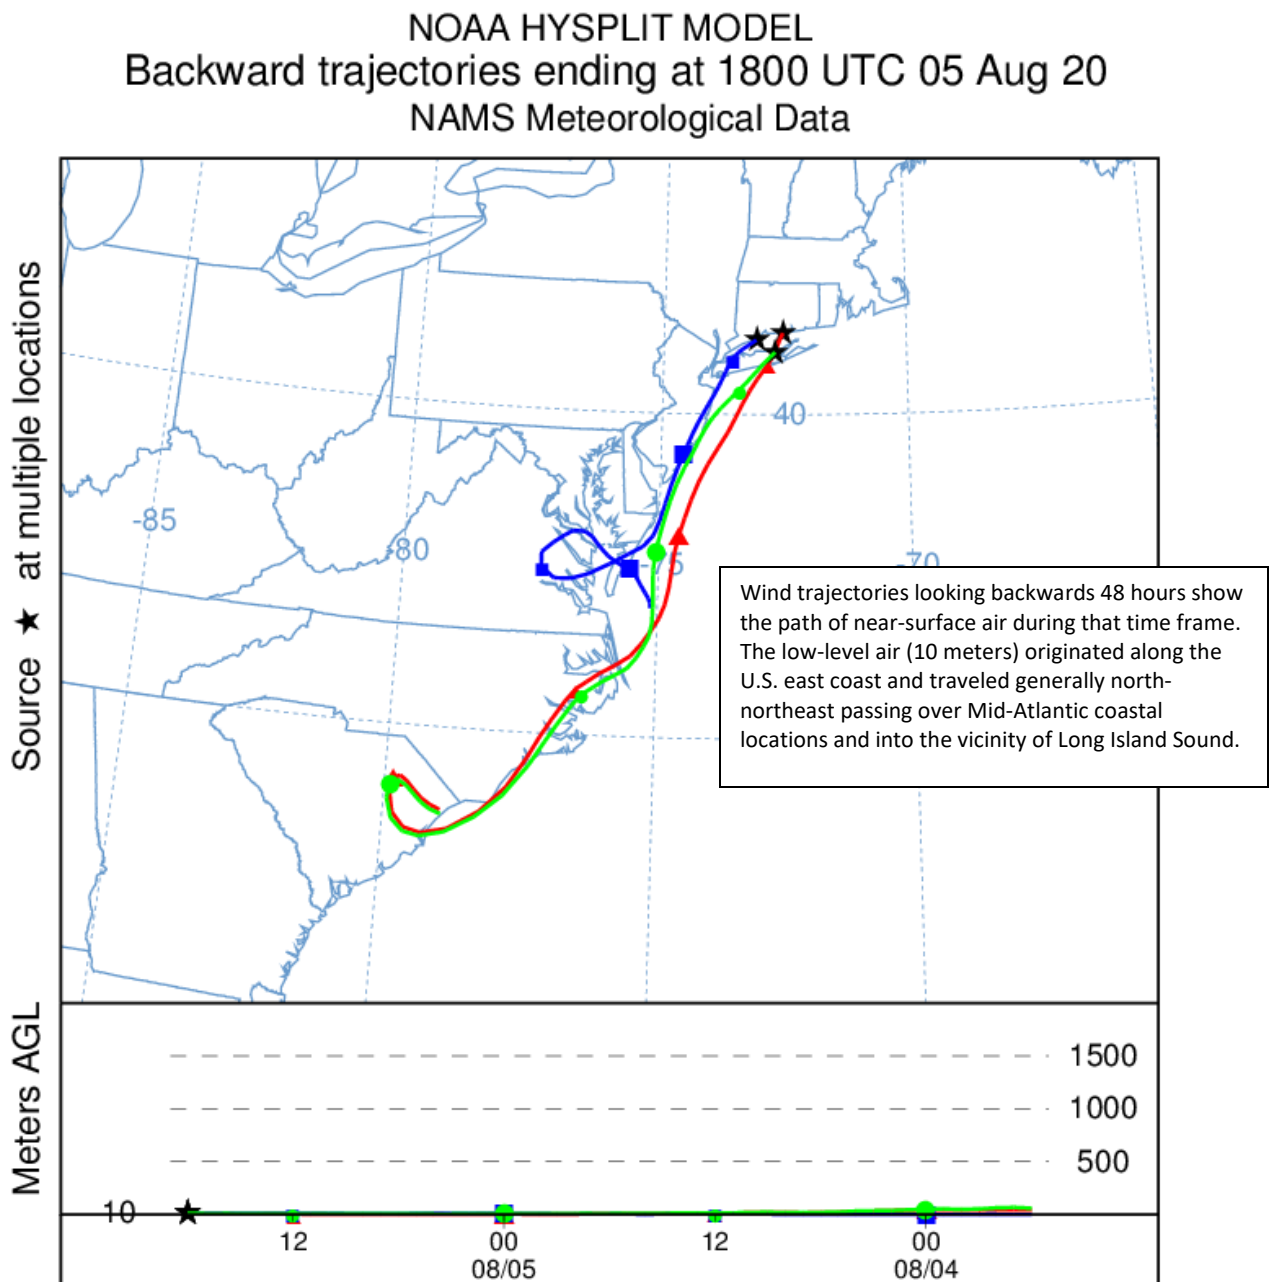 NOAA HYSPLIT MODEL
Backward trajectories ending at 1800 UTC 05 Aug 20
NAMS Meteorological Data
Source ★ at multiple locations
40
-85
-80
-75
-70
Wind trajectories looking backwards 48 hours show
the path of near-surface air during that time frame.
The low-level air (10 meters) originated along the
U.S. east coast and traveled generally north-
northeast passing over Mid-Atlantic coastal
locations and into the vicinity of Long Island Sound.
Meters AGL
1500
1000
500
10
12 00 12 00
08/05 08/04